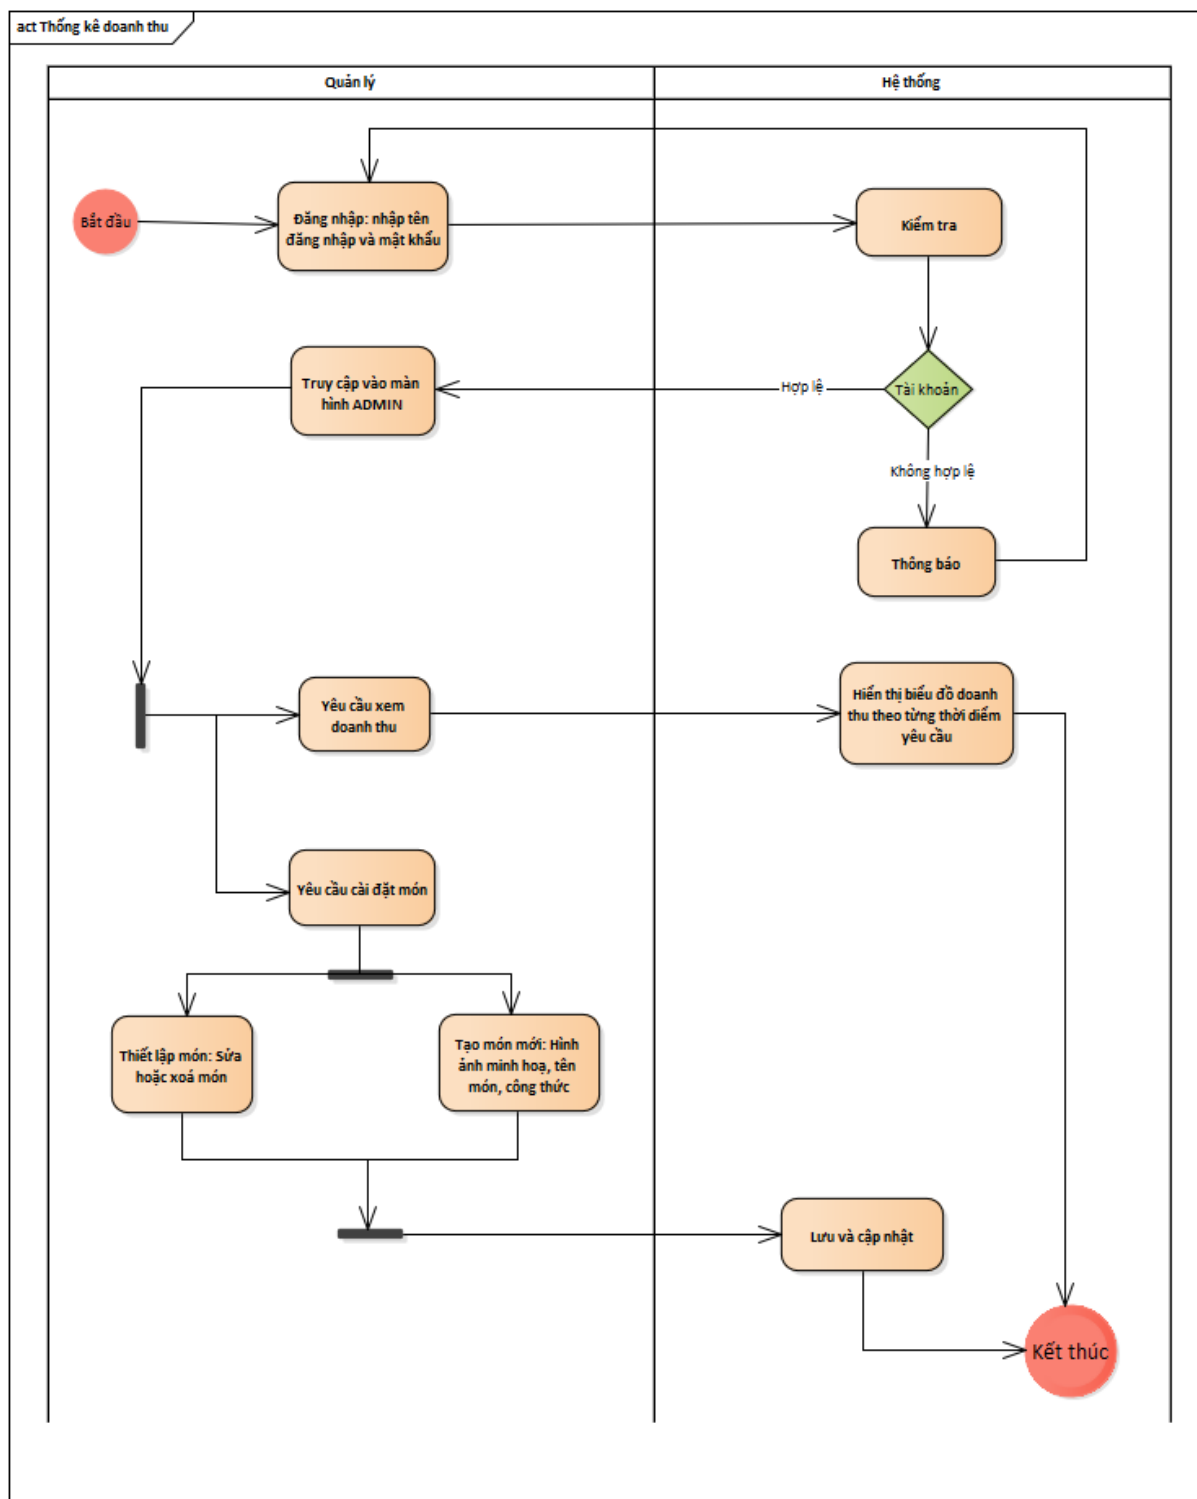 act Thống kê doanh thu
Quản lý
Hệ thống
Bắt đầu
Đăng nhập: nhập tên
đăng nhập và mật khẩu
Kiểm tra
Truy cập vào màn
hình ADMIN
Hợp lệ
Tài khoản
Không hợp lệ
Thông báo
Yêu cầu xem
doanh thu
Hiển thị biểu đồ doanh
thu theo từng thời điểm
yêu cầu
Yêu cầu cài đặt món
Thiết lập món: Sửa
hoặc xoá món
Tạo món mới: Hình
ảnh minh hoạ, tên
món, công thức
Lưu và cập nhật
Kết thúc